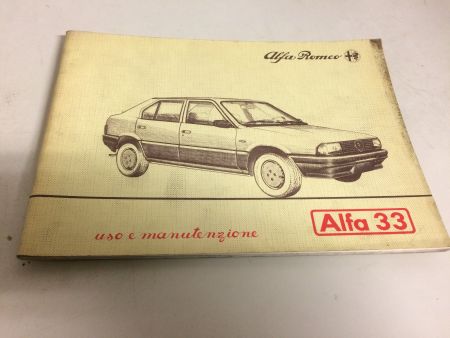 Alfa Romeo
uso e manutenzione
Alfa 33